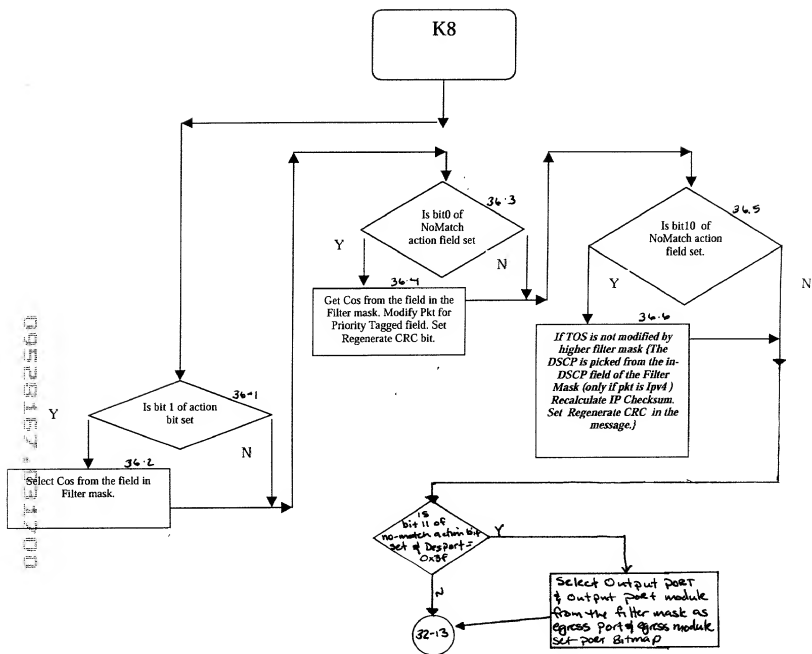 K8
36.3
Is bit0 of
NoMatch
action field set
Y
N
36.5
Is bit10 of
NoMatch action
field set.
Y
N
36-4
Get Cos from the field in the
Filter mask. Modify Pkt for
Priority Tagged field. Set
Regenerate CRC bit.
36.6
If TOS is not modified by
higher filter mask {The
DSCP is picked from the in-
DSCP field of the Filter
Mask (only if pkt is Ipv4 )
Recalculate IP Checksum.
Set Regenerate CRC in the
message.}
36-1
Is bit 1 of action
bit set
Y
N
36.2
Select Cos from the field in
Filter mask.
is
bit 11 of
no-match action bit
set & Desport =
0x3f
Y
N
Select Output port
& Output port module
from the filter mask as
egress port & egress module
set port Bitmap
32-13
09528167.031700